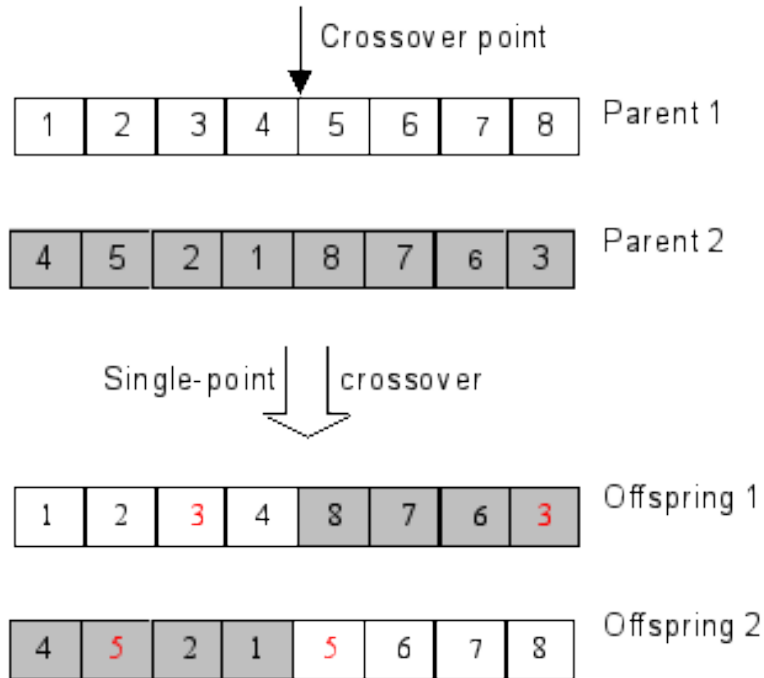 Crossover point
1 2 3 4 5 6 7 8 Parent 1
4 5 2 1 8 7 6 3 Parent 2
Single-point crossover
1 2 3 4 8 7 6 3 Offspring 1
4 5 2 1 5 6 7 8 Offspring 2